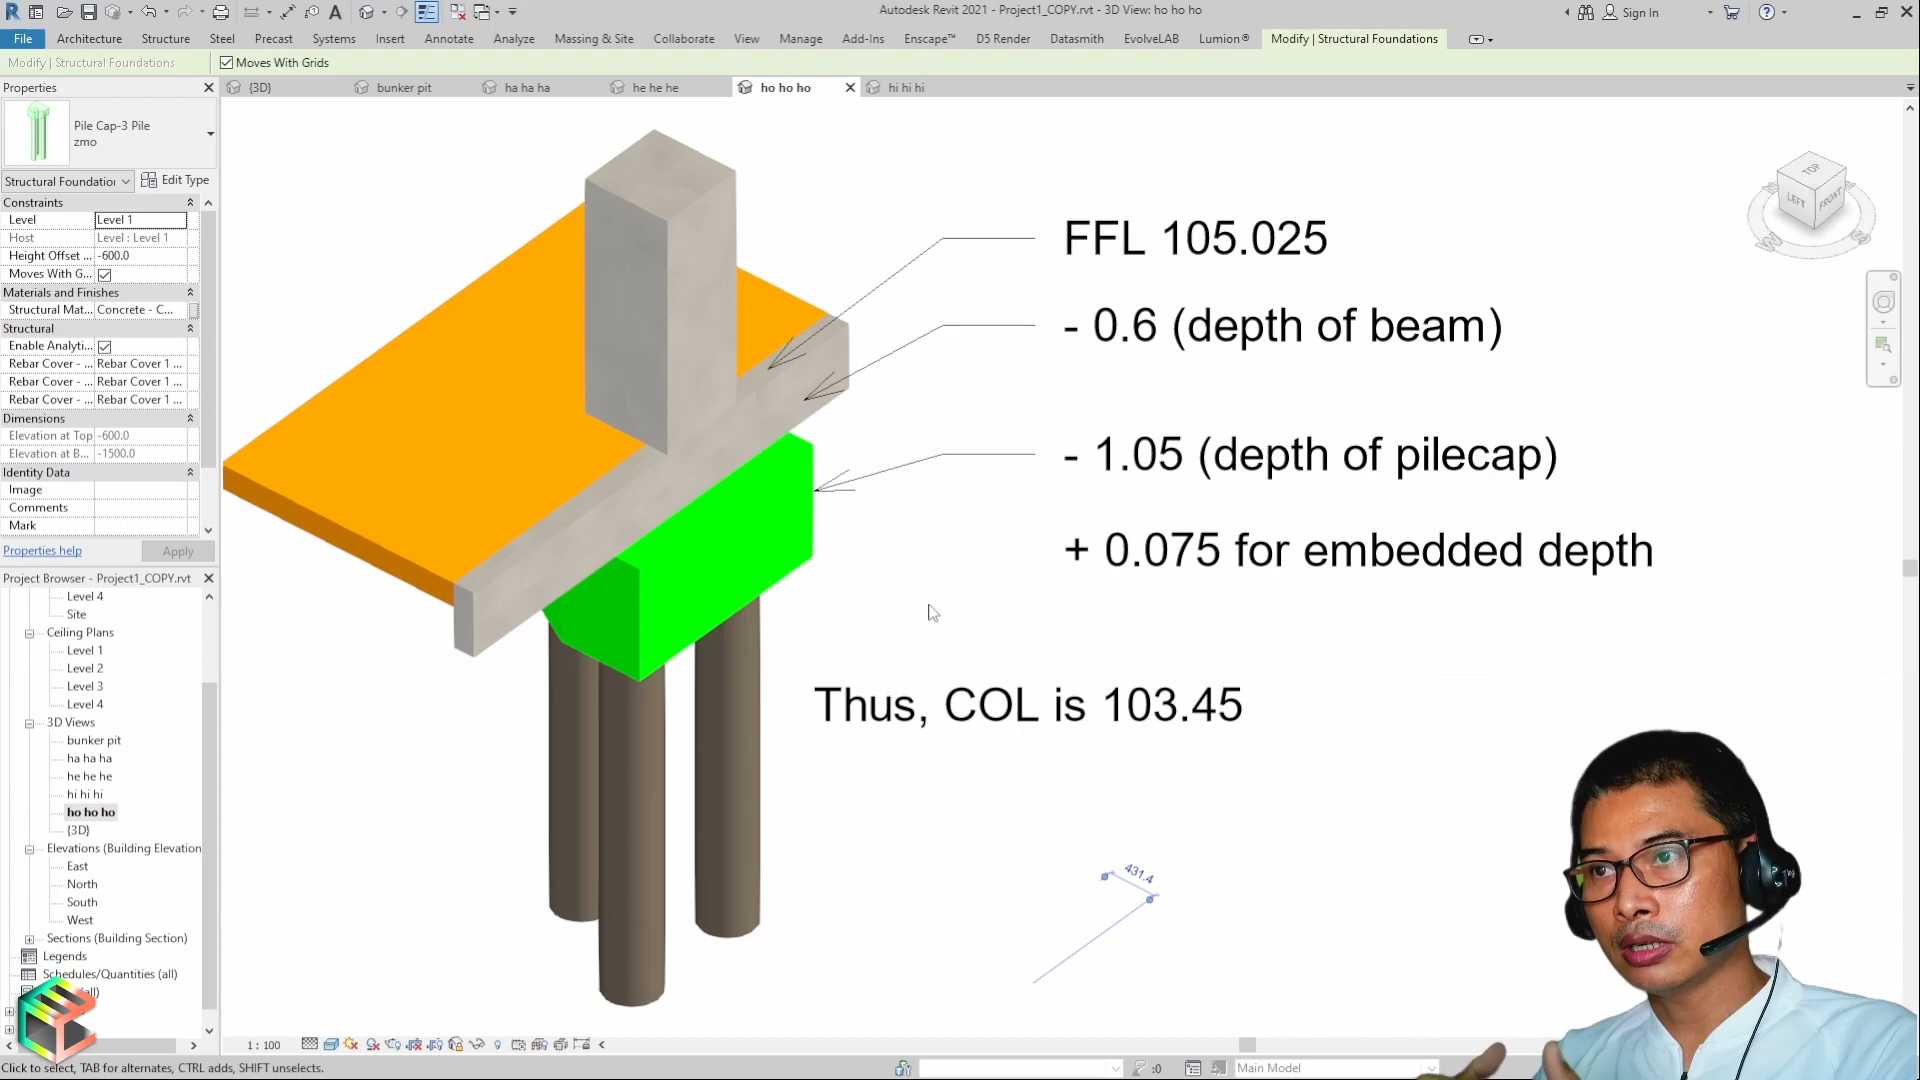 Autodesk Revit 2021 - Project1_COPY.rvt - 3D View: ho ho ho
Sign In
File Architecture Structure Steel Precast Systems Insert Annotate Analyze Massing & Site Collaborate View Manage Add-Ins Enscape™ D5 Render Datasmith EvolveLAB Lumion® Modify | Structural Foundations
Modify | Structural Foundations Moves With Grids
Properties
{3D} bunker pit ha ha ha he he he ho ho ho hi hi hi
Pile Cap-3 Pile
zmo
Structural Foundation Edit Type
Constraints
Level Level 1
Host Level : Level 1
Height Offset ... -600.0
Moves With G...
Materials and Finishes
Structural Mat... Concrete - C...
Structural
Enable Analyti...
Rebar Cover - ... Rebar Cover 1 ...
Rebar Cover - ... Rebar Cover 1 ...
Rebar Cover - ... Rebar Cover 1 ...
Dimensions
Elevation at Top -600.0
Elevation at B... -1500.0
Identity Data
Image
Comments
Mark
Properties help Apply
Project Browser - Project1_COPY.rvt
Level 4
Site
Ceiling Plans
Level 1
Level 2
Level 3
Level 4
3D Views
bunker pit
ha ha ha
he he he
hi hi hi
ho ho ho
{3D}
Elevations (Building Elevation
East
North
South
West
Sections (Building Section)
Legends
Schedules/Quantities (all)
FFL 105.025
- 0.6 (depth of beam)
- 1.05 (depth of pilecap)
+ 0.075 for embedded depth
Thus, COL is 103.45
431.4
TOP
LEFT
FRONT
1 : 100
Click to select, TAB for alternates, CTRL adds, SHIFT unselects.
:0
Main Model